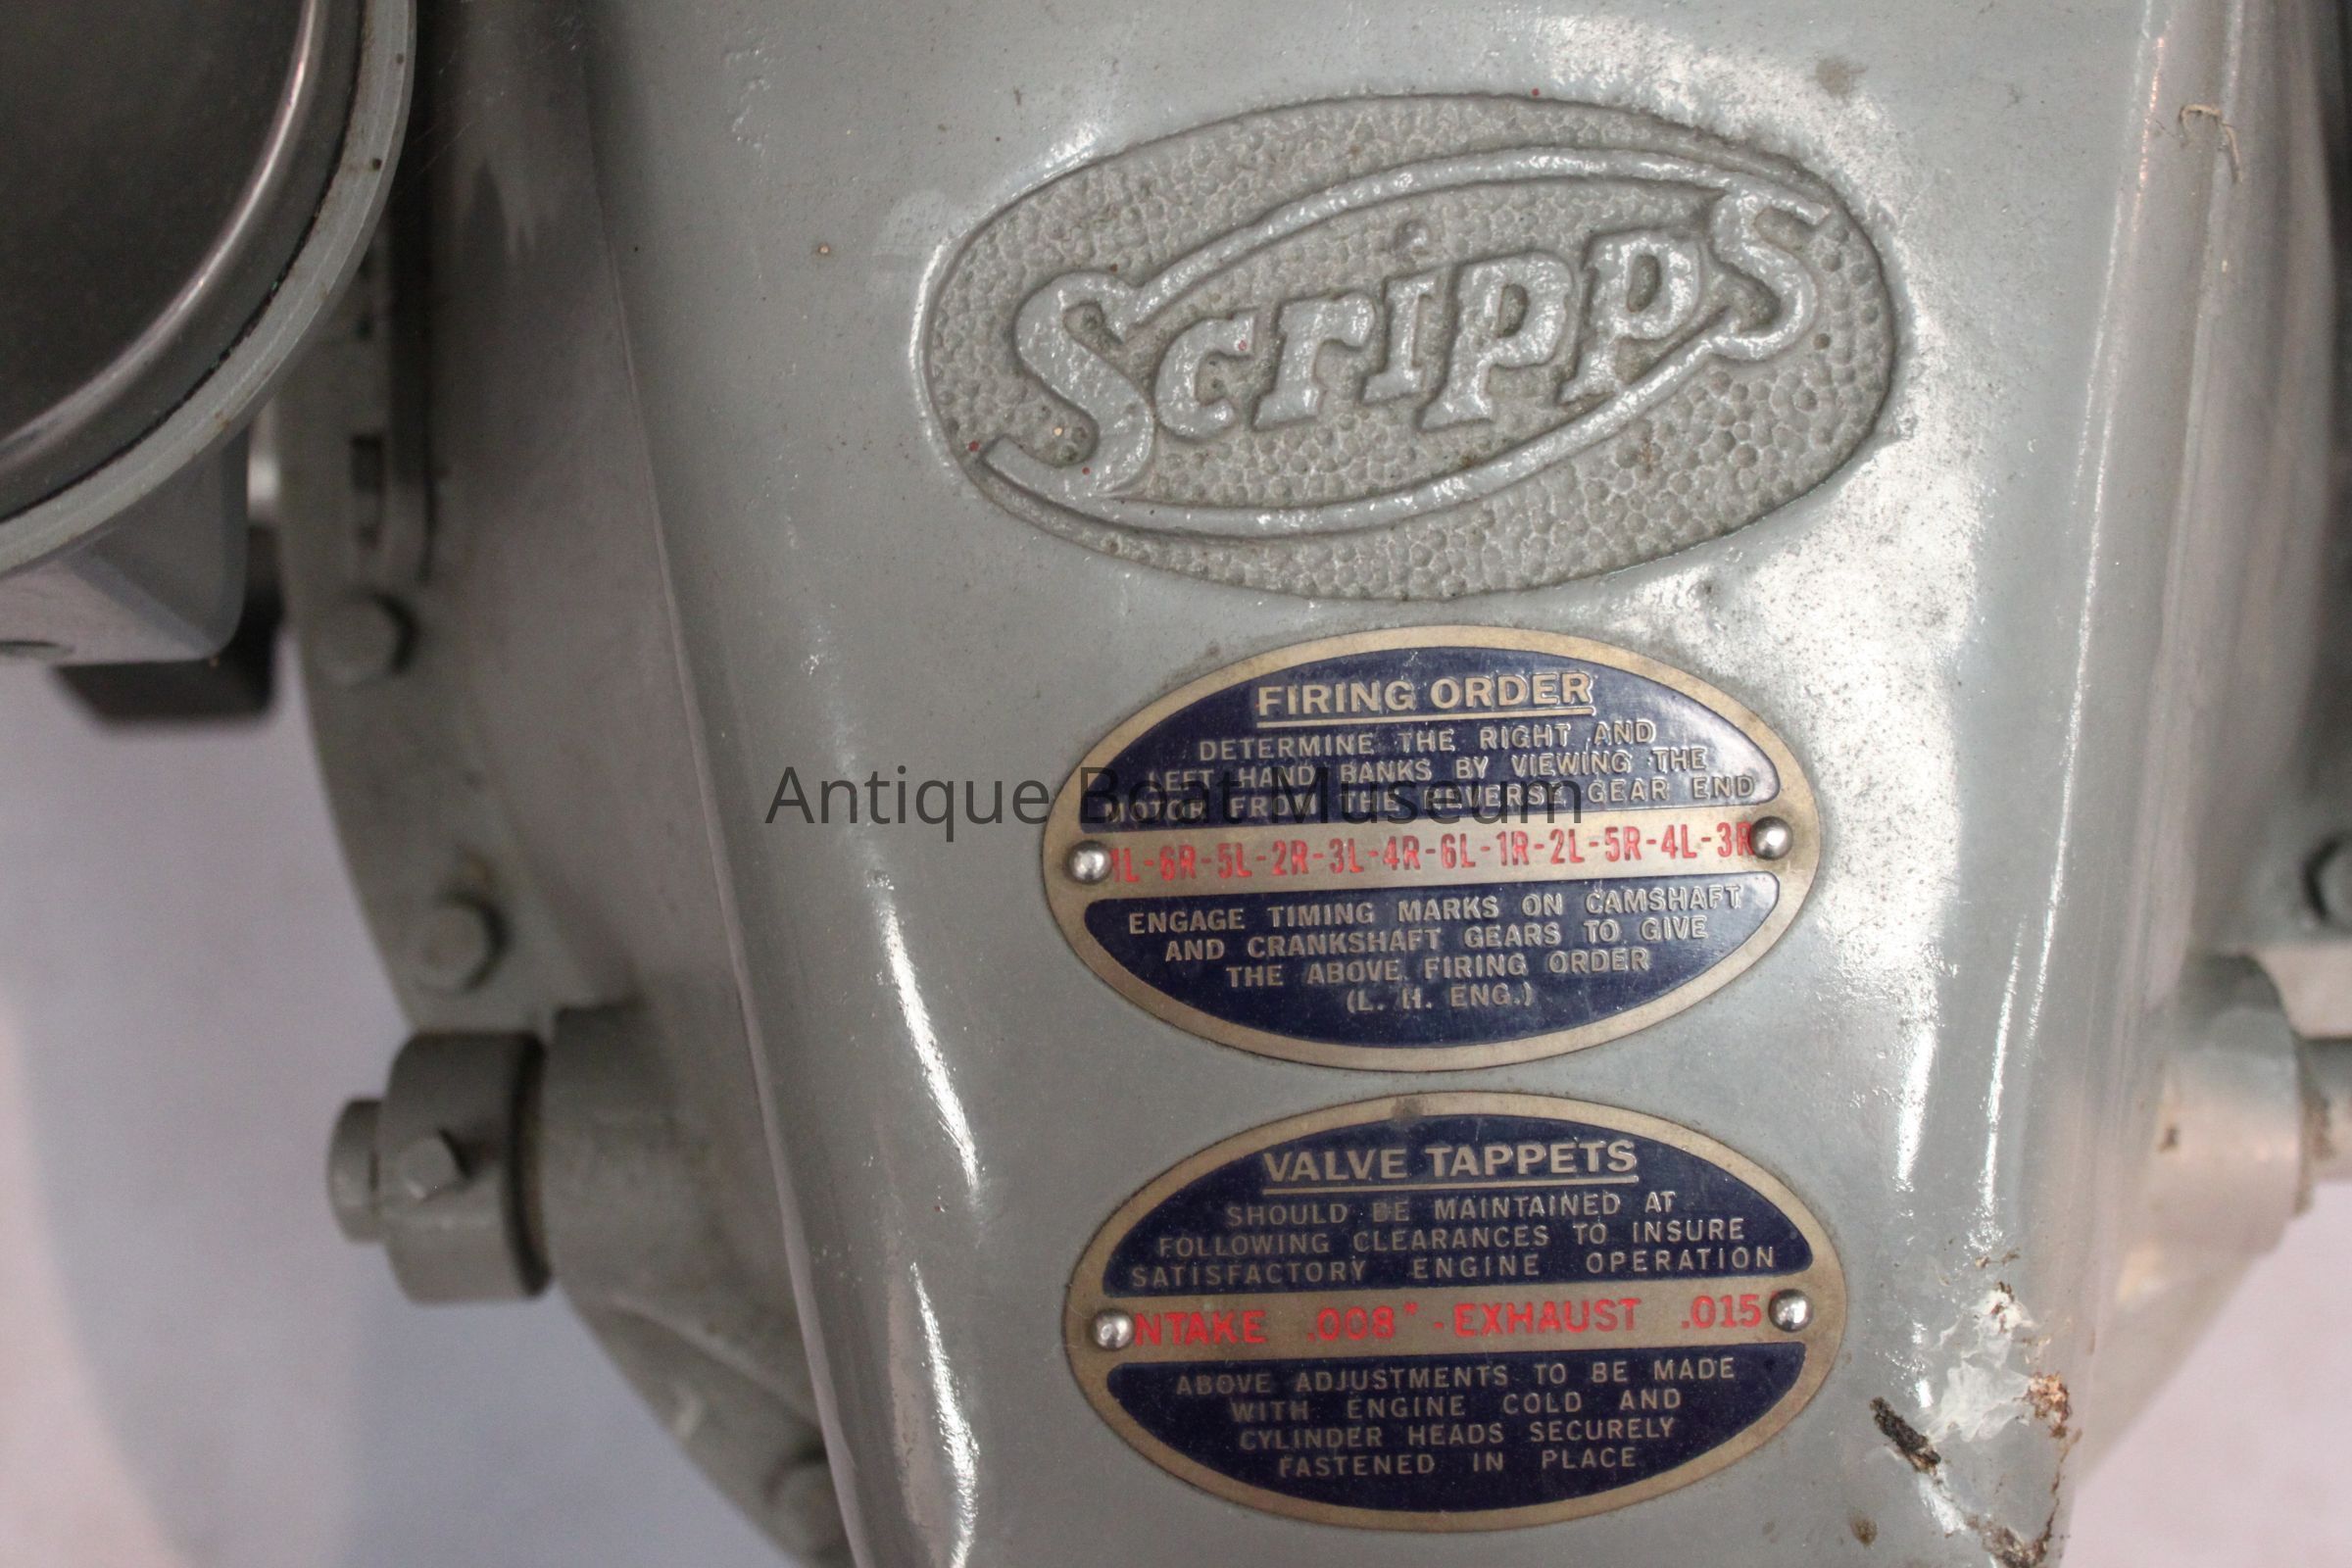 Scripps
FIRING ORDER
DETERMINE THE RIGHT AND
LEFT HAND BANKS BY VIEWING THE
MOTOR FROM THE REVERSE GEAR END
1L-6R-5L-2R-3L-4R-6L-1R-2L-5R-4L-3R
ENGAGE TIMING MARKS ON CAMSHAFT
AND CRANKSHAFT GEARS TO GIVE
THE ABOVE FIRING ORDER
(L. H. ENG.)
Antique Boat Museum
VALVE TAPPETS
SHOULD BE MAINTAINED AT
FOLLOWING CLEARANCES TO INSURE
SATISFACTORY ENGINE OPERATION
NTAKE .008" - EXHAUST .015
ABOVE ADJUSTMENTS TO BE MADE
WITH ENGINE COLD AND
CYLINDER HEADS SECURELY
FASTENED IN PLACE